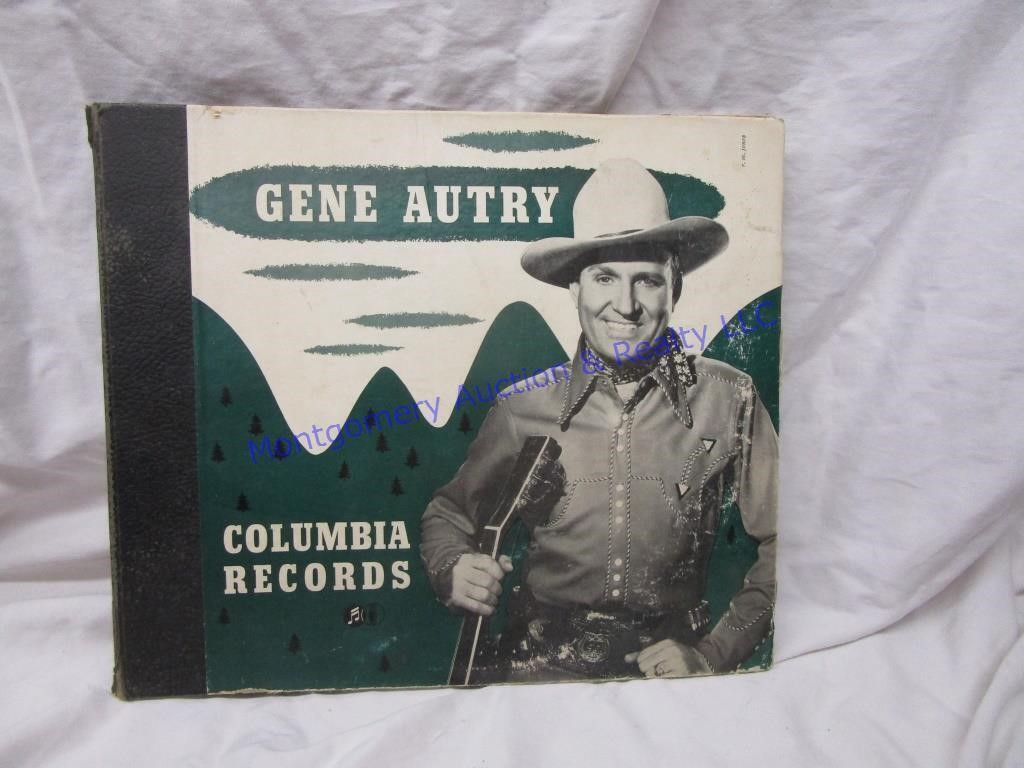 GENE AUTRY
Montgomery Auction & Realty LLC
COLUMBIA
RECORDS